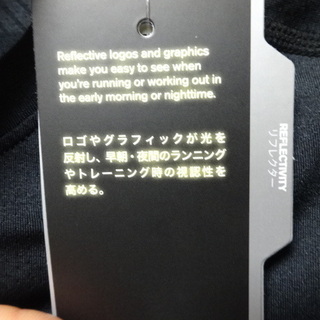 Reflective logos and graphics
make you easy to see when
you're running or working out in
the early morning or nighttime.
ロゴやグラフィックが光を
反射し、早朝・夜間のランニング
やトレーニング時の視認性を
高める。
REFLECTIVITY
リフレクター